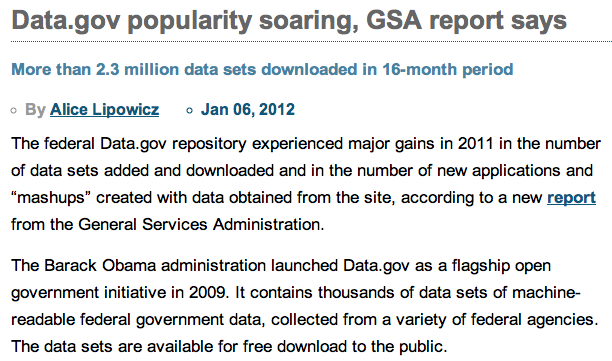 Data.gov popularity soaring, GSA report says
More than 2.3 million data sets downloaded in 16-month period
By Alice Lipowicz Jan 06, 2012
The federal Data.gov repository experienced major gains in 2011 in the number
of data sets added and downloaded and in the number of new applications and
“mashups” created with data obtained from the site, according to a new report
from the General Services Administration.
The Barack Obama administration launched Data.gov as a flagship open
government initiative in 2009. It contains thousands of data sets of machine-
readable federal government data, collected from a variety of federal agencies.
The data sets are available for free download to the public.